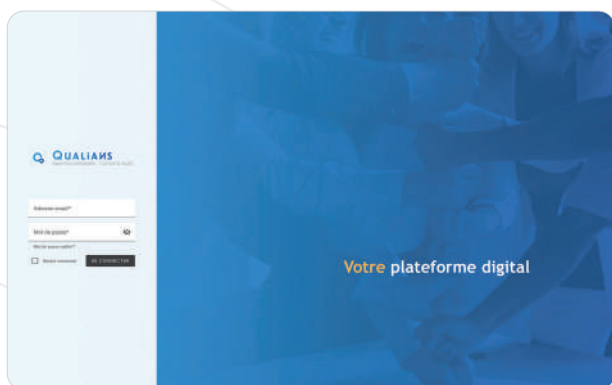 QUALIANS
Adresse email*
Mot de passe*
Mot de passe oublié?
Rester connecté
SE CONNECTER
Votre plateforme digital